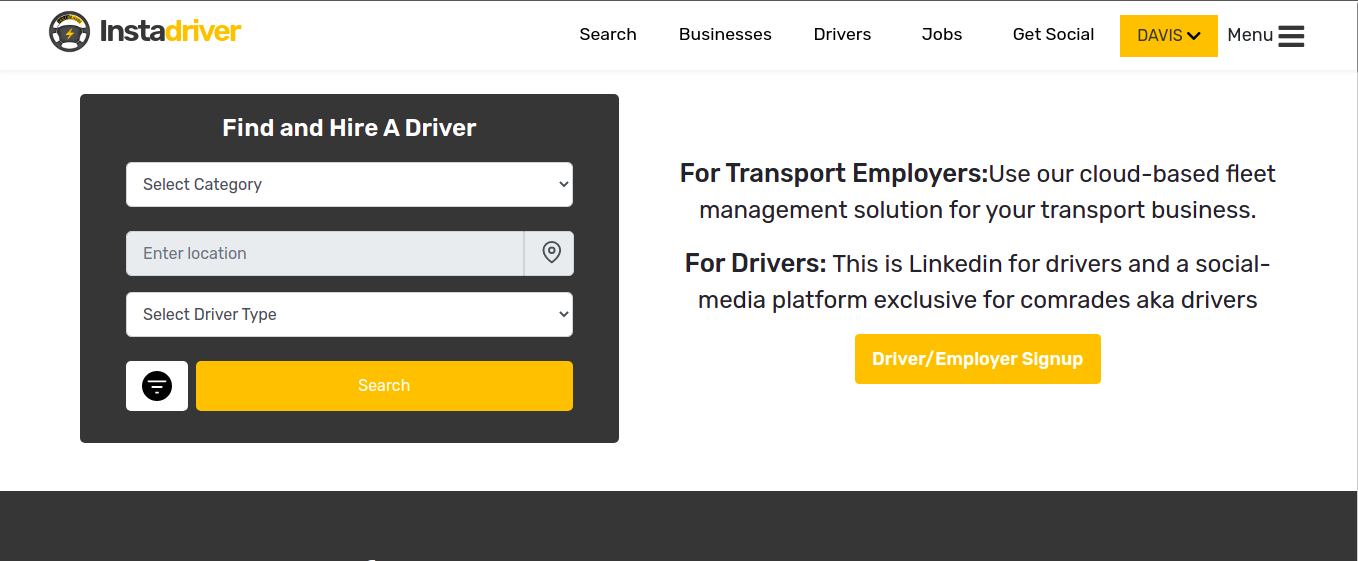 Instadriver
Search Businesses Drivers Jobs Get Social DAVIS Menu
Find and Hire A Driver
Select Category
Enter location
Select Driver Type
Search
For Transport Employers:Use our cloud-based fleet
management solution for your transport business.
For Drivers: This is Linkedin for drivers and a social-
media platform exclusive for comrades aka drivers
Driver/Employer Signup